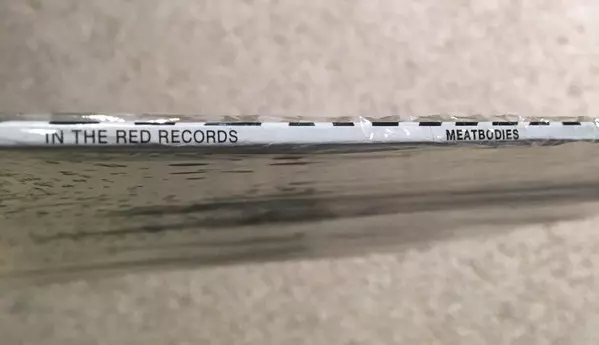 IN THE RED RECORDS MEATBODIES